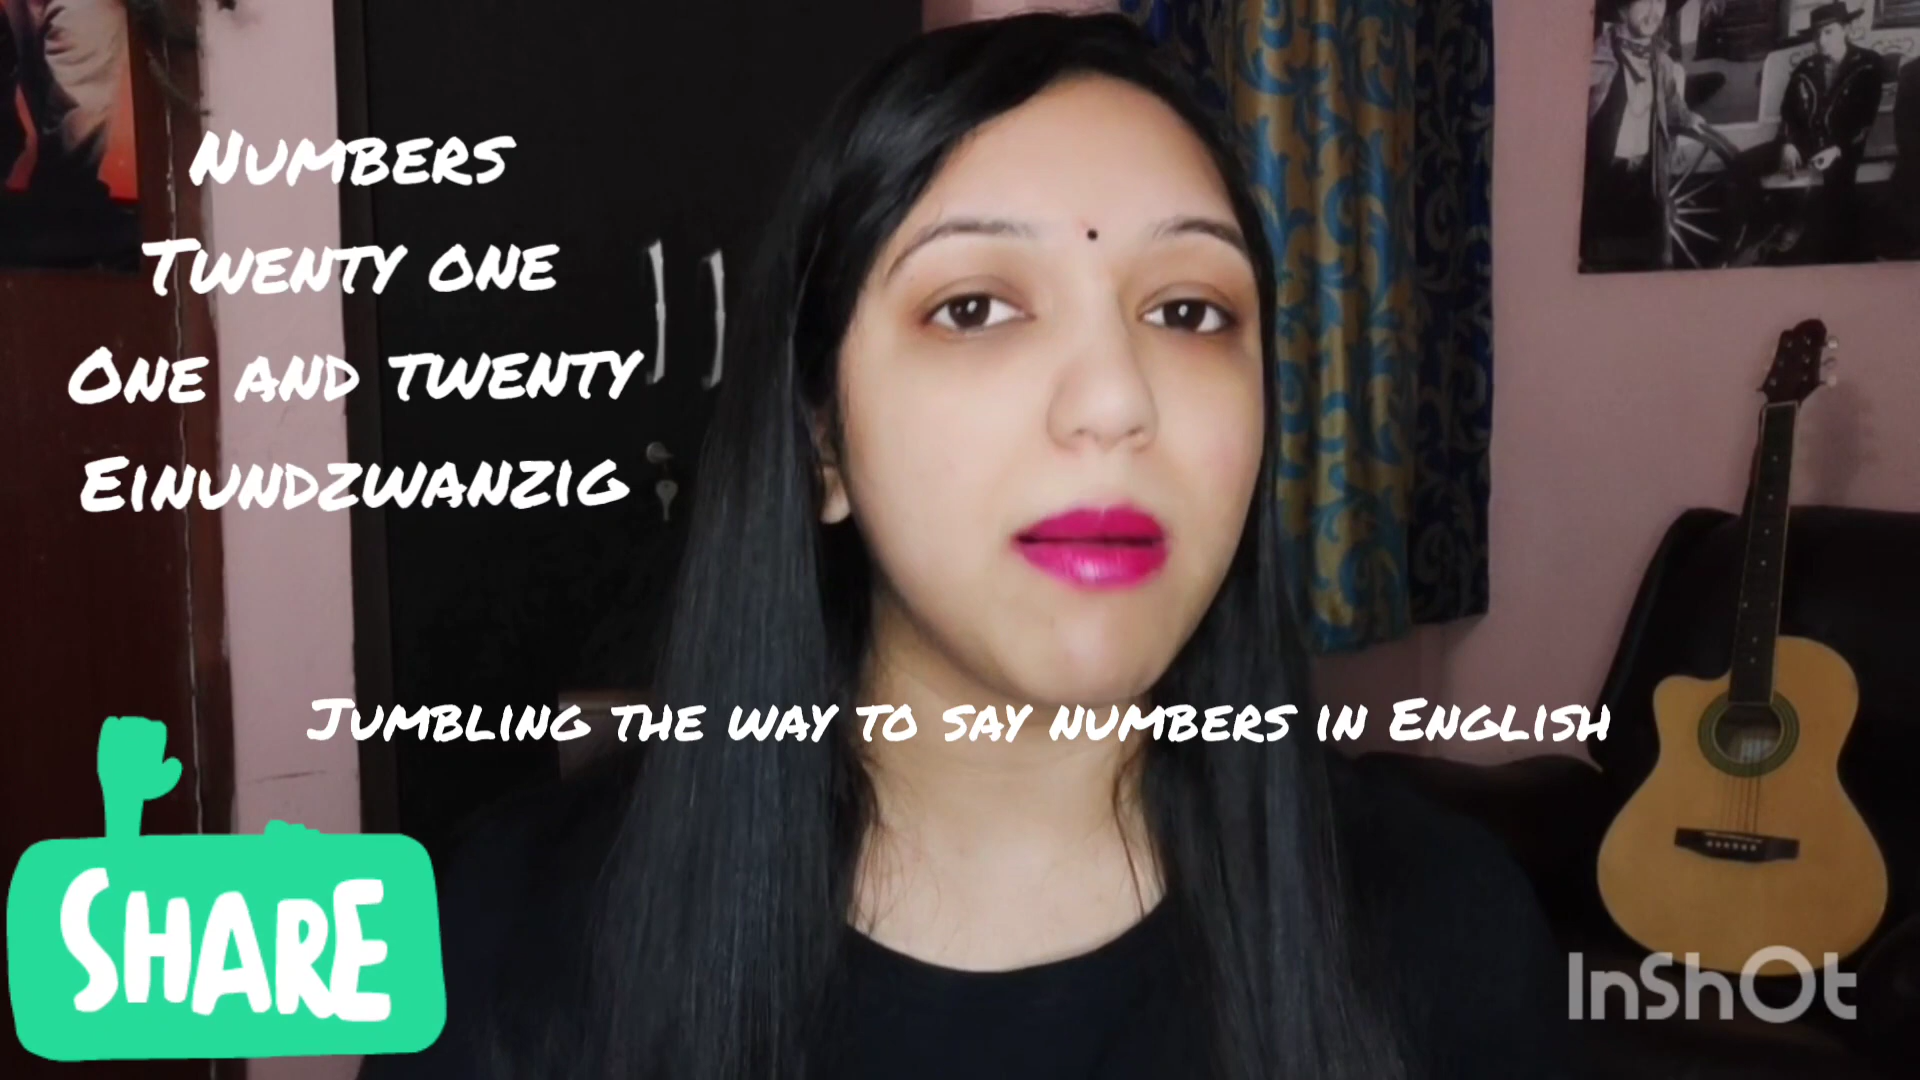 Numbers
Twenty one
One and twenty
Einundzwanzig
Jumbling the way to say numbers in English
SHARE
InShOt